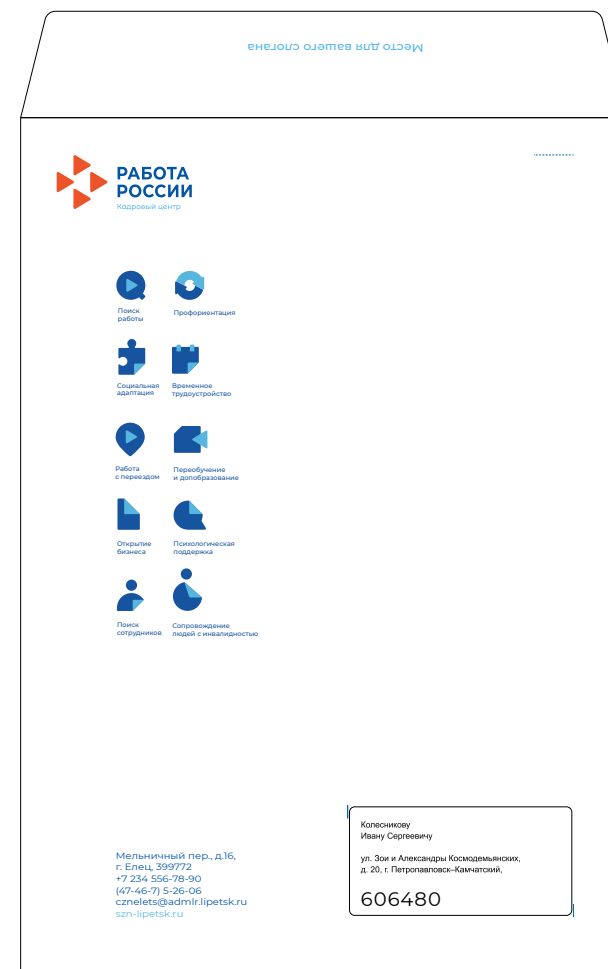 Место для вашего слогана
РАБОТА
РОССИИ
Кадровый центр
Поиск
работы
Профориентация
Социальная
адаптация
Временное
трудоустройство
Работа
с переездом
Переобучение
и допобразование
Открытие
бизнеса
Психологическая
поддержка
Поиск
сотрудников
Сопровождение
людей с инвалидностью
Мельничный пер., д.16,
г. Елец, 399772
+7 234 556-78-90
(47-46-7) 5-26-06
cznelets@admlr.lipetsk.ru
szn-lipetsk.ru
Колесникову
Ивану Сергеевичу
ул. Зои и Александры Космодемьянских,
д. 20, г. Петропавловск–Камчатский,
606480